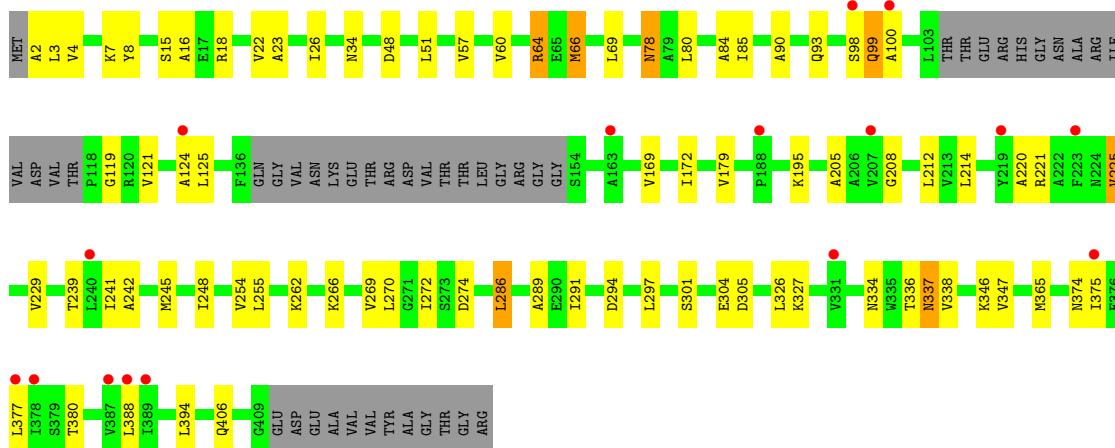 MET A2 L3 V4 K7 Y8 S15 A16 E17 R18 V22 A23 I26 N34 D48 L51 V57 V60 R64 E65 M66 L69 N78 A79 L80 A84 I85 A90 Q93 S98 Q99 A100 L103 THR THR GLU ARG HIS GLY ASN ALA ARG ILE
VAL ASP VAL THR P118 G119 R120 V121 A124 L125 F136 GLN GLY VAL ASN LYS GLU THR ARG ASP VAL THR THR LEU GLY ARG GLY GLY S154 A163 V169 I172 V179 P188 K195 A205 A206 V207 G208 L212 V213 L214 Y219 A220 R221 A222 F223 N224 V225
V229 T239 L240 I241 A242 M245 I248 V254 L255 K262 K266 V269 L270 G271 I272 S273 D274 L286 A289 E290 I291 D294 L297 S301 E304 D305 L326 K327 V331 N334 W335 T336 N337 V338 K346 V347 M365 N374 I375 E376
L377 I378 S379 T380 V387 L388 I389 L394 Q406 G409 GLU ASP GLU ALA VAL VAL TYR ALA GLY THR GLY ARG